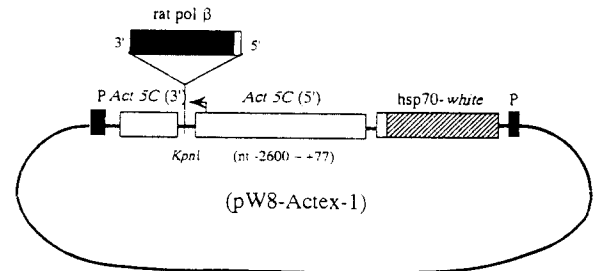 rat pol β
3' 5'
P Act 5C (3') Act 5C (5') hsp70-white P
KpnI (nt -2600 ~ +77)
(pW8-Actex-1)